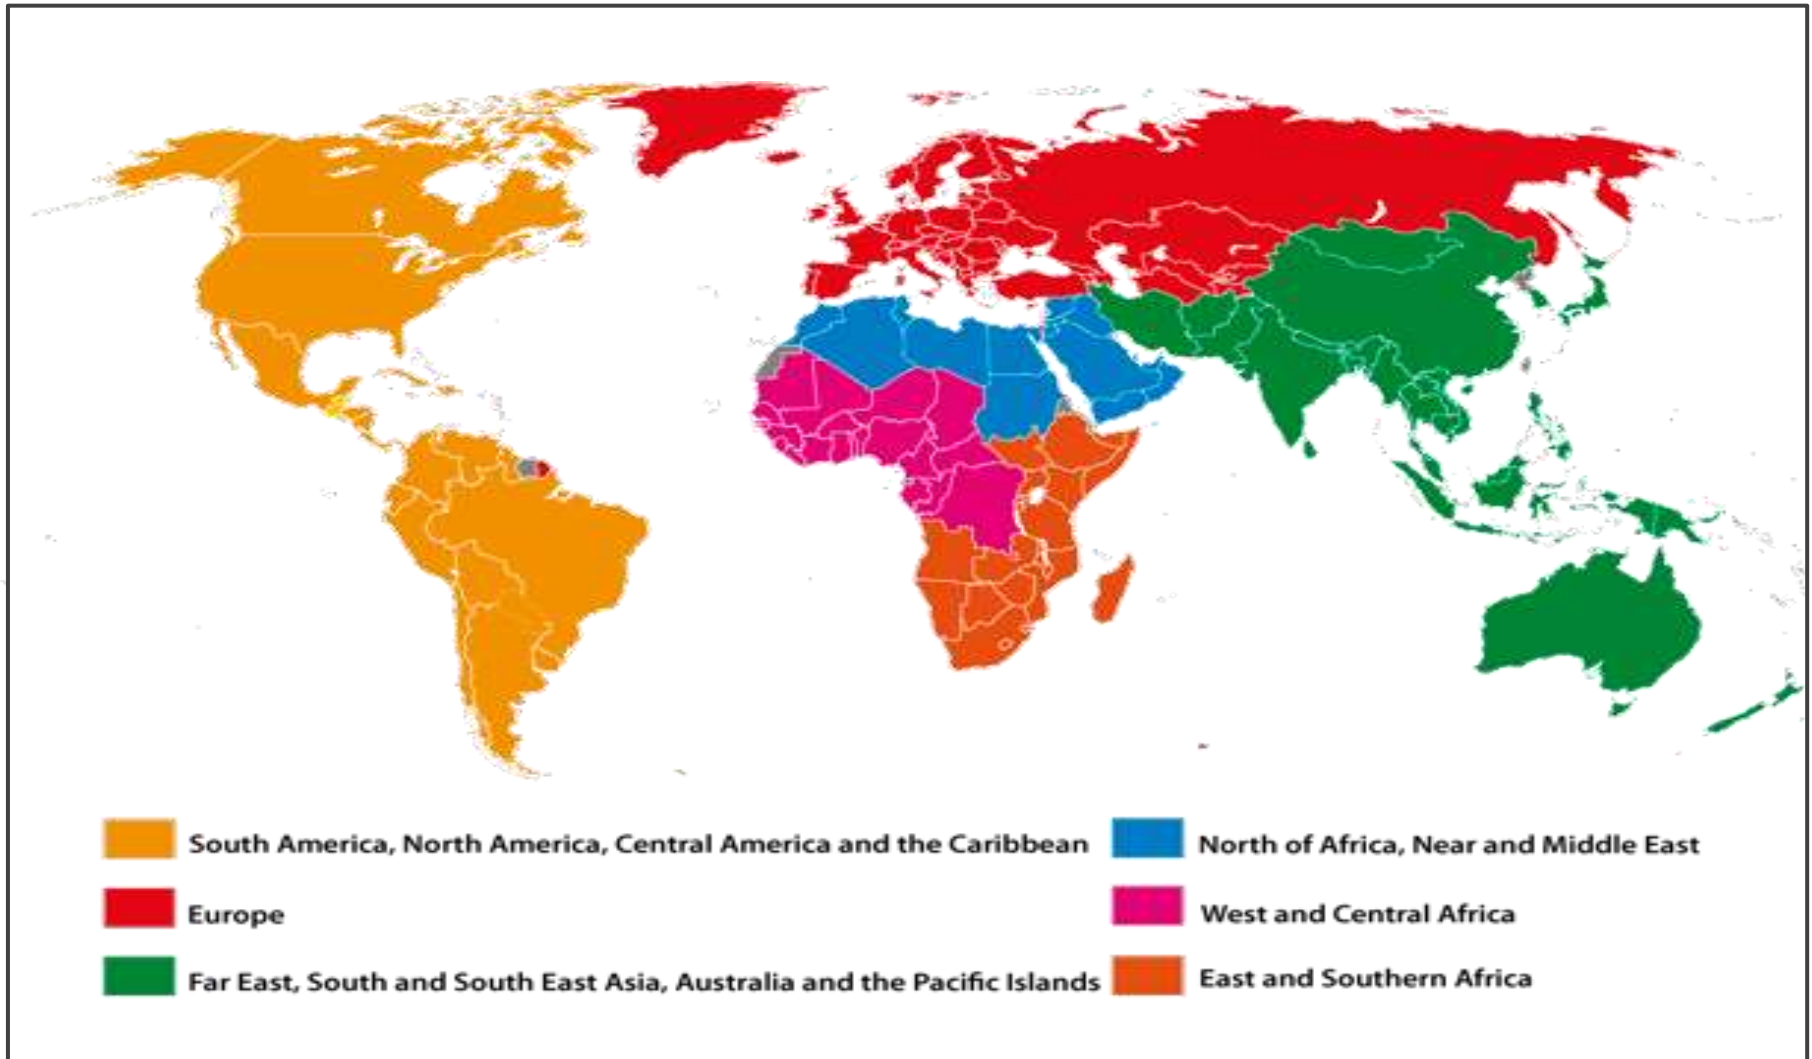 South America, North America, Central America and the Caribbean
Europe
Far East, South and South East Asia, Australia and the Pacific Islands
North of Africa, Near and Middle East
West and Central Africa
East and Southern Africa